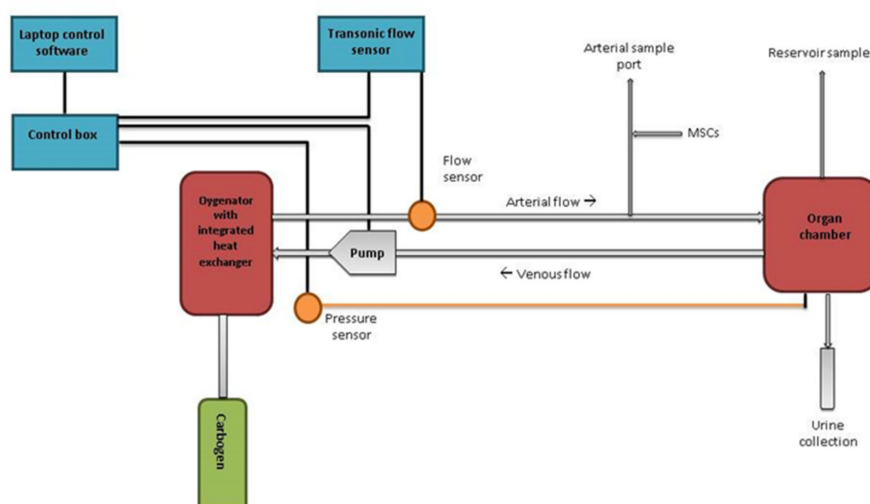 Laptop control
software
Transonic flow
sensor
Arterial sample
port
Reservoir sample
Control box
MSCs
Flow
sensor
Oygenator
with
integrated
heat
exchanger
Arterial flow →
Organ
chamber
Pump
← Venous flow
Pressure
sensor
Carbogen
Urine
collection